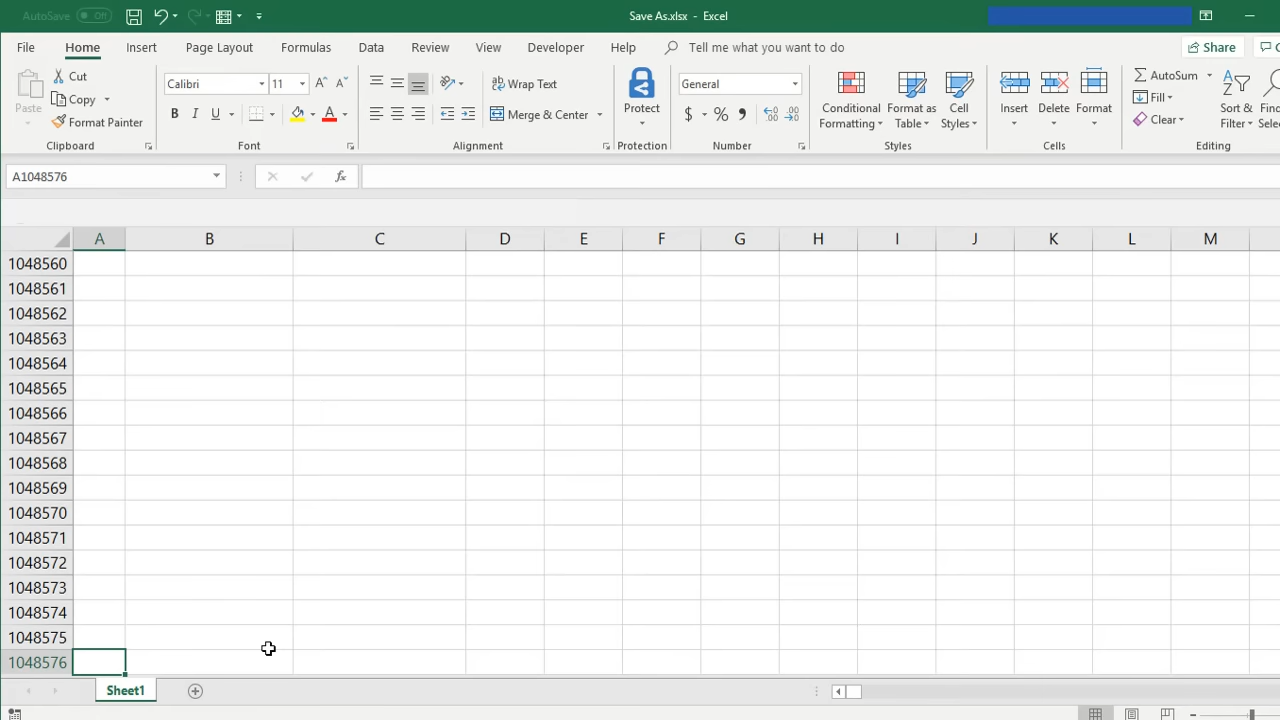 AutoSave Off Save As.xlsx - Excel
File Home Insert Page Layout Formulas Data Review View Developer Help Tell me what you want to do Share
Paste Cut Copy Format Painter
Calibri 11
B I U A
Wrap Text
Merge & Center
Protect
General
$ % ,
Conditional Formatting Format as Table Cell Styles
Insert Delete Format
AutoSum Fill Clear
Sort & Filter
Clipboard Font Alignment Protection Number Styles Cells Editing
A1048576 fx
A B C D E F G H I J K L M
1048560
1048561
1048562
1048563
1048564
1048565
1048566
1048567
1048568
1048569
1048570
1048571
1048572
1048573
1048574
1048575
1048576
Sheet1